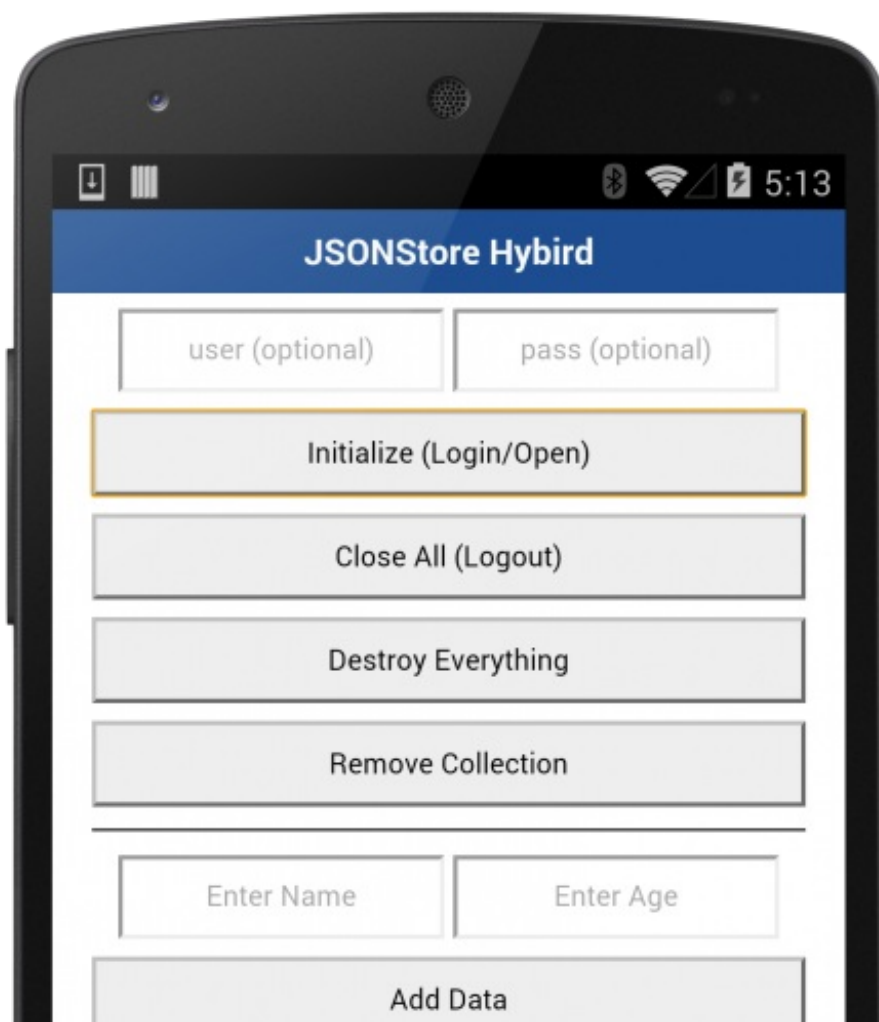 5:13
JSONStore Hybird
user (optional) pass (optional)
Initialize (Login/Open)
Close All (Logout)
Destroy Everything
Remove Collection
Enter Name Enter Age
Add Data